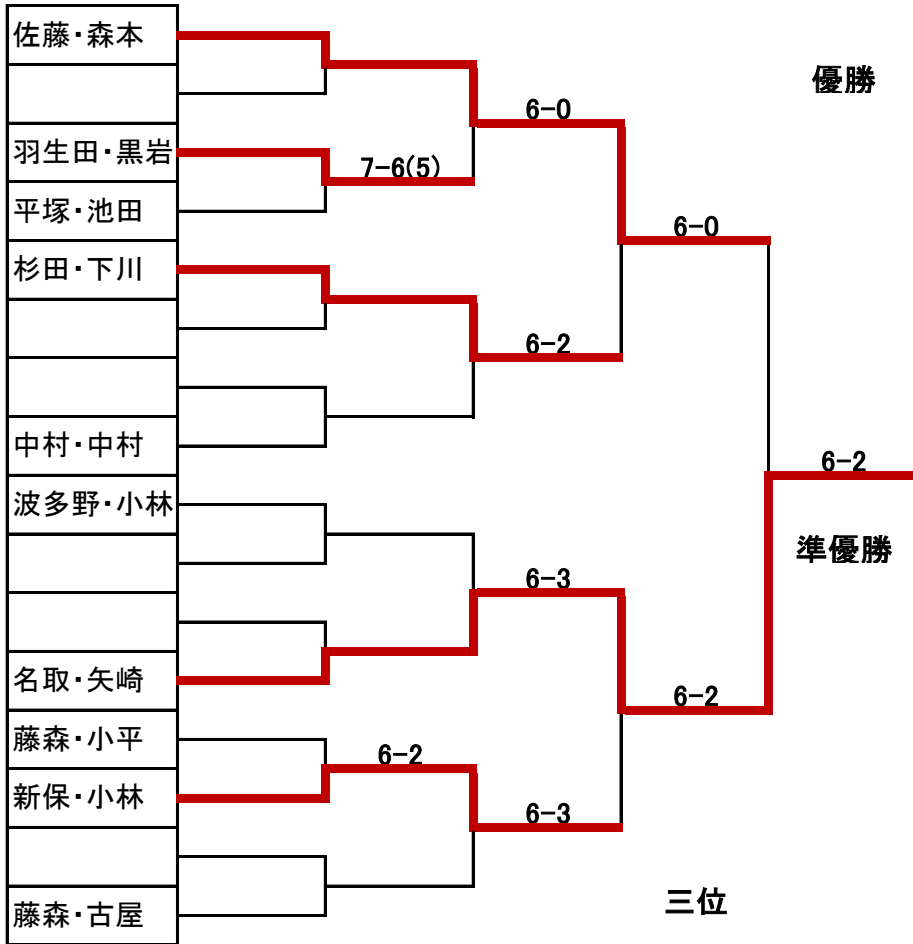 佐藤・森本
優勝
6-0
羽生田・黒岩
7-6(5)
平塚・池田
6-0
杉田・下川
6-2
中村・中村
6-2
波多野・小林
準優勝
6-3
名取・矢崎
6-2
藤森・小平
6-2
新保・小林
6-3
三位
藤森・古屋